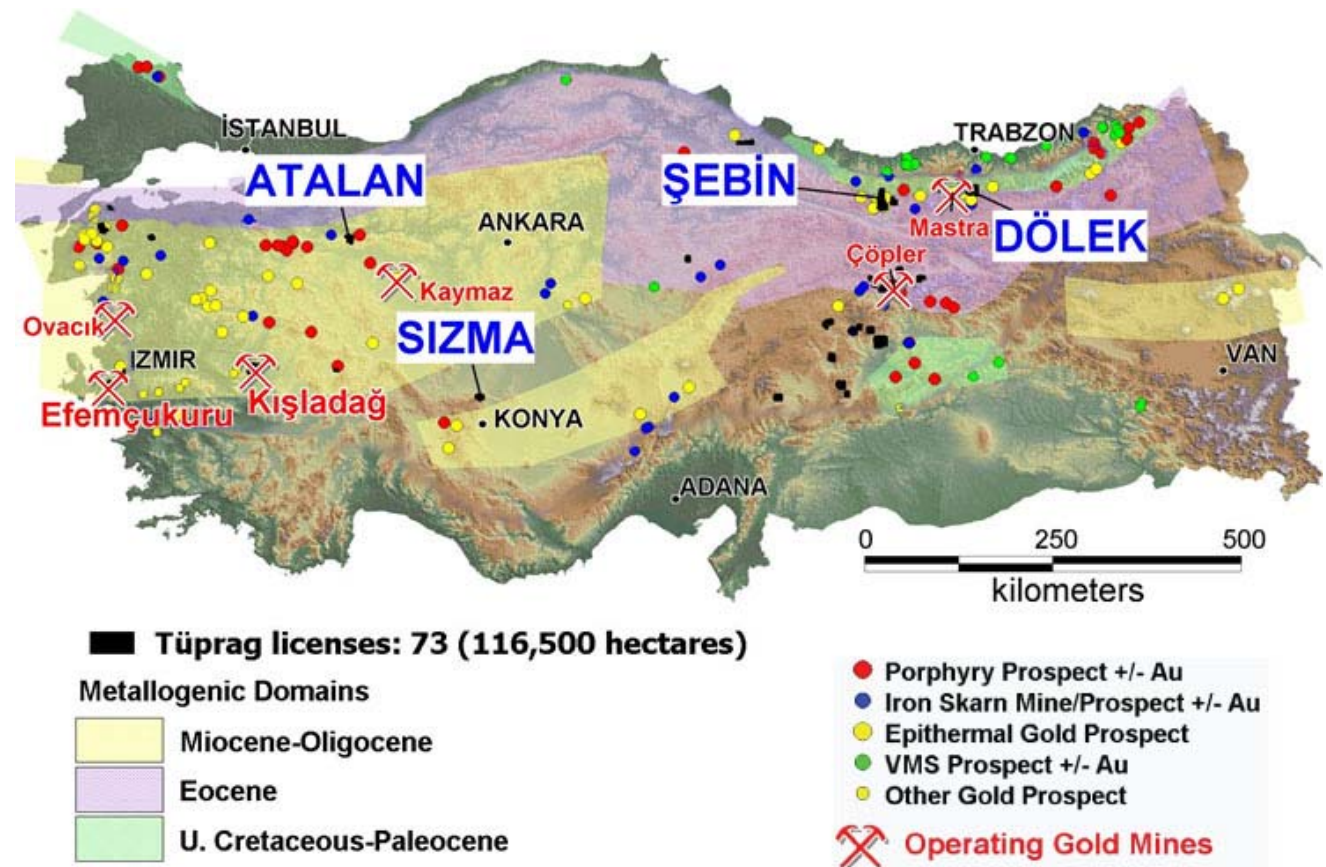 İSTANBUL
TRABZON
ATALAN
ŞEBİN
ANKARA
Mastra
DÖLEK
Çöpler
Kaymaz
Ovacık
SIZMA
IZMIR
VAN
Kışladağ
Efemçukuru
KONYA
ADANA
0 250 500
kilometers
Tüprag licenses: 73 (116,500 hectares)
Metallogenic Domains
Miocene-Oligocene
Eocene
U. Cretaceous-Paleocene
Porphyry Prospect +/- Au
Iron Skarn Mine/Prospect +/- Au
Epithermal Gold Prospect
VMS Prospect +/- Au
Other Gold Prospect
Operating Gold Mines